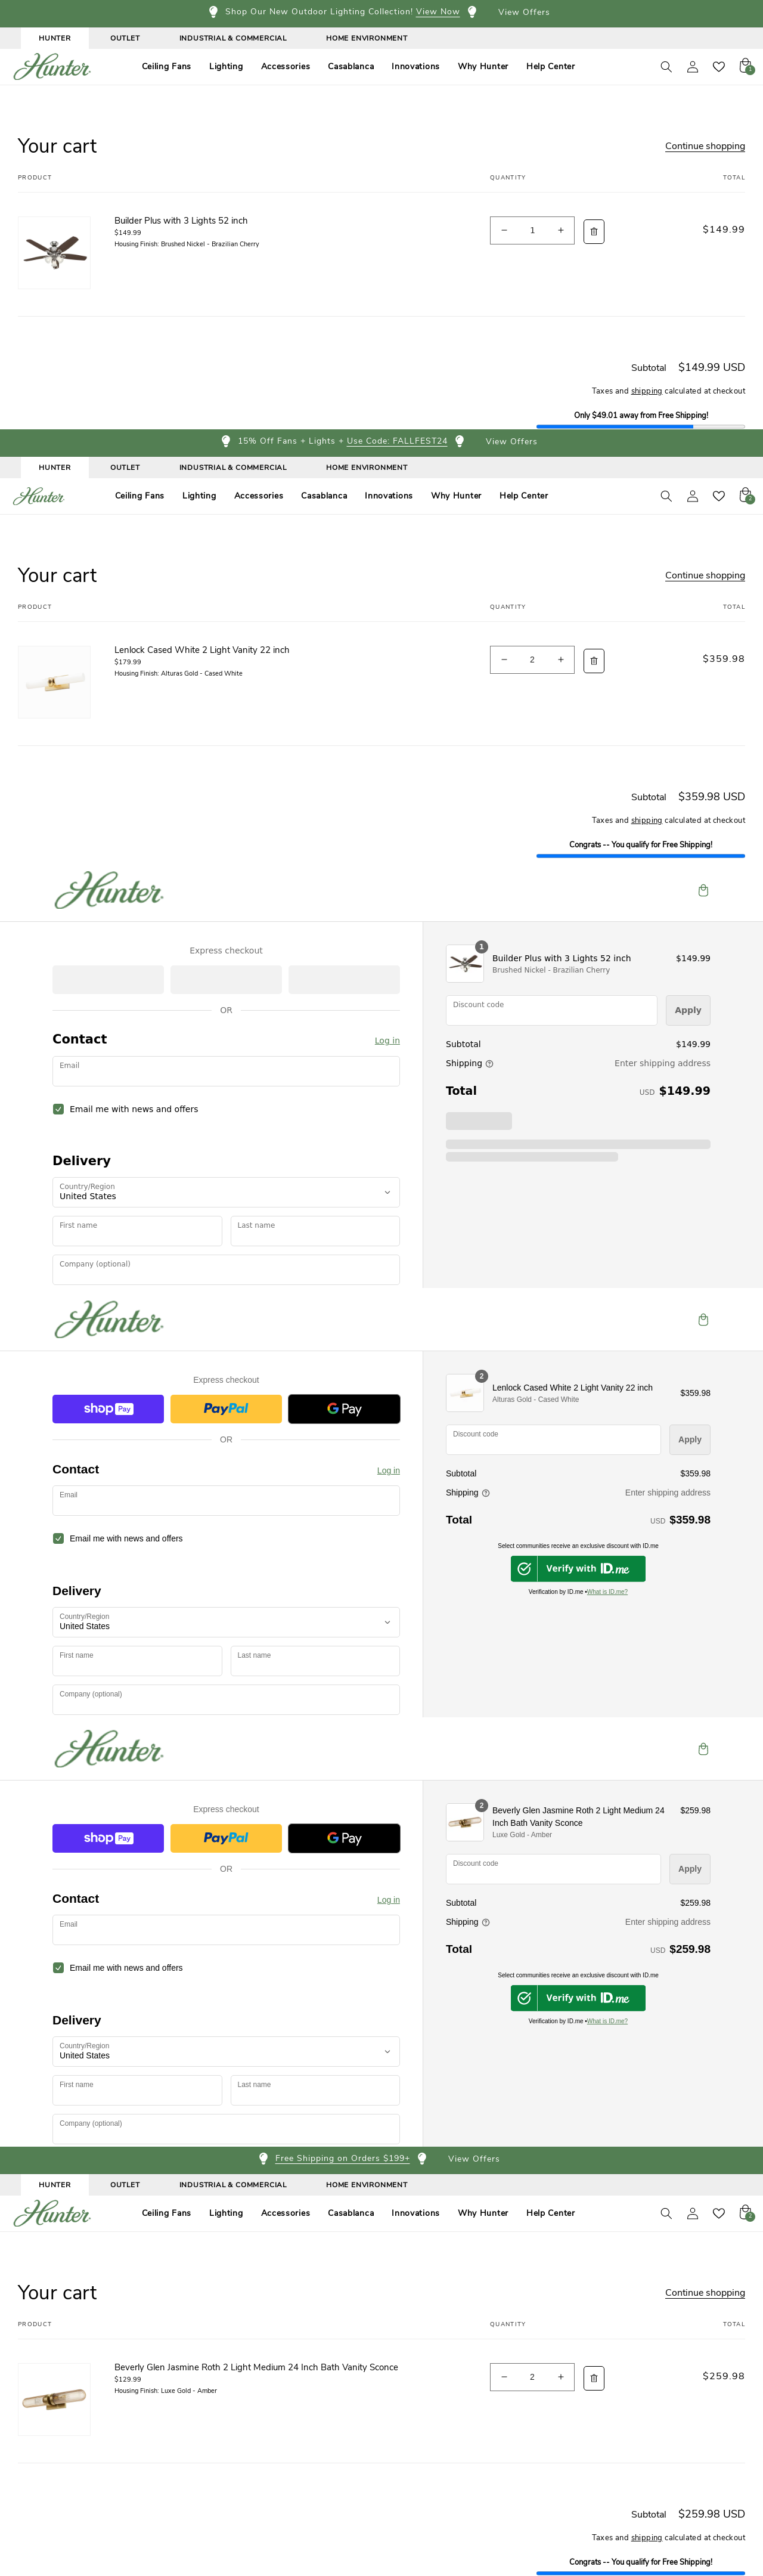 Shop Our New Outdoor Lighting Collection! View Now View Offers
HUNTER OUTLET INDUSTRIAL & COMMERCIAL HOME ENVIRONMENT
Hunter Ceiling Fans Lighting Accessories Casablanca Innovations Why Hunter Help Center 1
Your cart Continue shopping
PRODUCT QUANTITY TOTAL
Builder Plus with 3 Lights 52 inch
$149.99
Housing Finish: Brushed Nickel - Brazilian Cherry
− 1 + $149.99
Subtotal $149.99 USD
Taxes and shipping calculated at checkout
Only $49.01 away from Free Shipping!
15% Off Fans + Lights + Use Code: FALLFEST24 View Offers
HUNTER OUTLET INDUSTRIAL & COMMERCIAL HOME ENVIRONMENT
Hunter Ceiling Fans Lighting Accessories Casablanca Innovations Why Hunter Help Center 2
Your cart Continue shopping
PRODUCT QUANTITY TOTAL
Lenlock Cased White 2 Light Vanity 22 inch
$179.99
Housing Finish: Alturas Gold - Cased White
− 2 + $359.98
Subtotal $359.98 USD
Taxes and shipping calculated at checkout
Congrats -- You qualify for Free Shipping!
Hunter
Express checkout
OR
Contact Log in
Email
Email me with news and offers
Delivery
Country/Region
United States
First name Last name
Company (optional)
1
Builder Plus with 3 Lights 52 inch $149.99
Brushed Nickel - Brazilian Cherry
Discount code Apply
Subtotal $149.99
Shipping Enter shipping address
Total USD $149.99
Hunter
Express checkout
shop Pay PayPal G Pay
OR
Contact Log in
Email
Email me with news and offers
Delivery
Country/Region
United States
First name Last name
Company (optional)
2
Lenlock Cased White 2 Light Vanity 22 inch
Alturas Gold - Cased White
$359.98
Discount code Apply
Subtotal $359.98
Shipping Enter shipping address
Total USD $359.98
Select communities receive an exclusive discount with ID.me
Verify with ID.me
Verification by ID.me •What is ID.me?
Hunter
Express checkout
shop Pay PayPal G Pay
OR
Contact Log in
Email
Email me with news and offers
Delivery
Country/Region
United States
First name Last name
Company (optional)
2
Beverly Glen Jasmine Roth 2 Light Medium 24 $259.98
Inch Bath Vanity Sconce
Luxe Gold - Amber
Discount code Apply
Subtotal $259.98
Shipping Enter shipping address
Total USD $259.98
Select communities receive an exclusive discount with ID.me
Verify with ID.me
Verification by ID.me •What is ID.me?
Free Shipping on Orders $199+ View Offers
HUNTER OUTLET INDUSTRIAL & COMMERCIAL HOME ENVIRONMENT
Hunter Ceiling Fans Lighting Accessories Casablanca Innovations Why Hunter Help Center 2
Your cart Continue shopping
PRODUCT QUANTITY TOTAL
Beverly Glen Jasmine Roth 2 Light Medium 24 Inch Bath Vanity Sconce
$129.99
Housing Finish: Luxe Gold - Amber
− 2 + $259.98
Subtotal $259.98 USD
Taxes and shipping calculated at checkout
Congrats -- You qualify for Free Shipping!